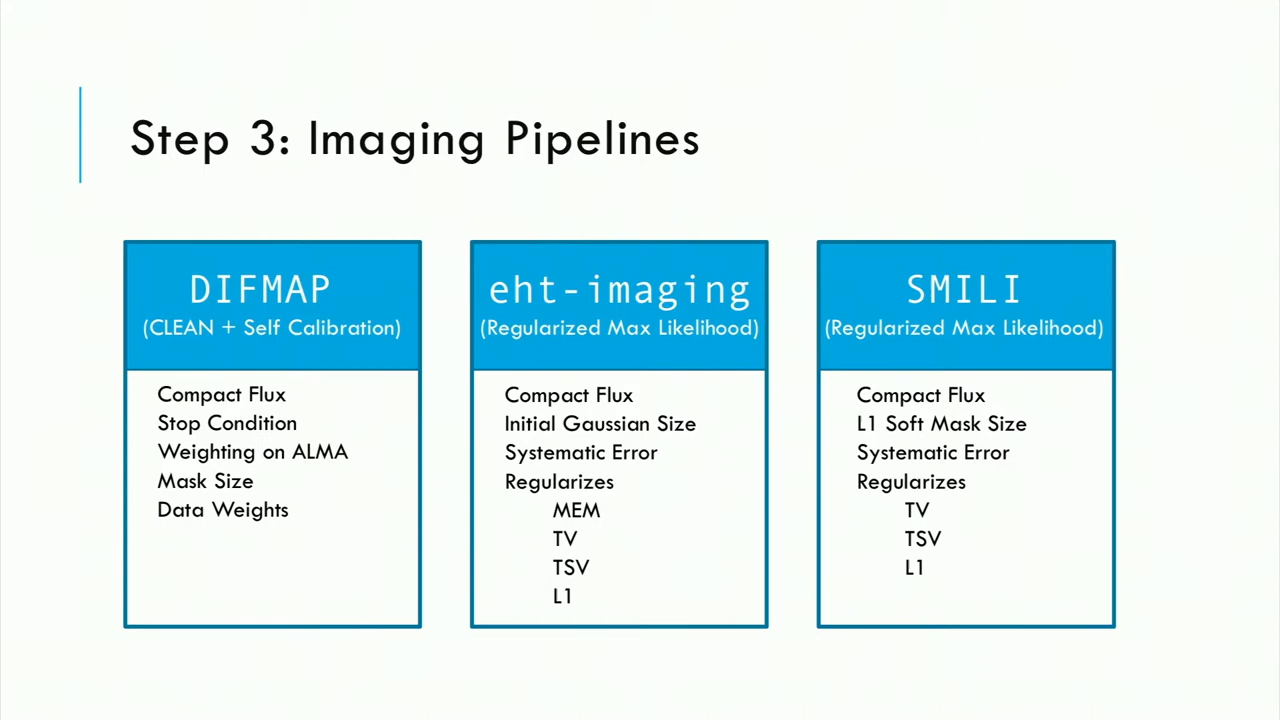 Step 3: Imaging Pipelines
DIFMAP
(CLEAN + Self Calibration)
Compact Flux
Stop Condition
Weighting on ALMA
Mask Size
Data Weights
eht-imaging
(Regularized Max Likelihood)
Compact Flux
Initial Gaussian Size
Systematic Error
Regularizes
MEM
TV
TSV
L1
SMILI
(Regularized Max Likelihood)
Compact Flux
L1 Soft Mask Size
Systematic Error
Regularizes
TV
TSV
L1